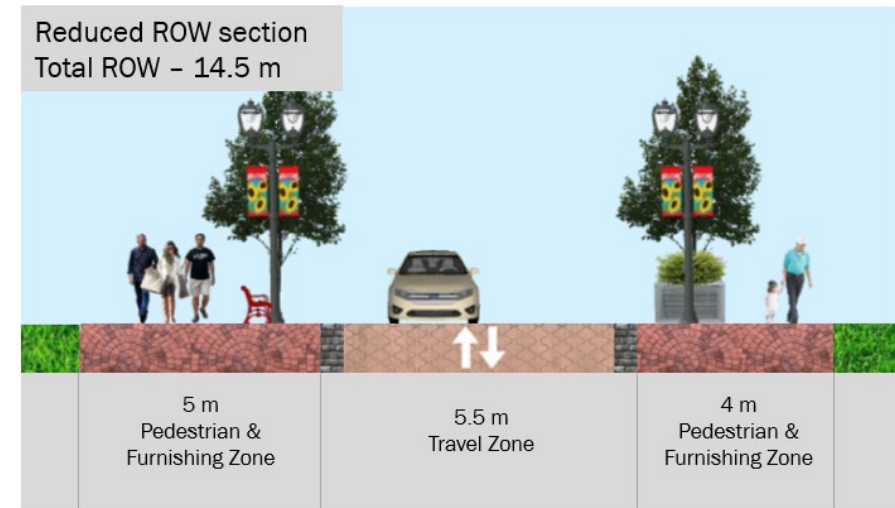 Reduced ROW section
Total ROW – 14.5 m
5 m
Pedestrian &
Furnishing Zone
5.5 m
Travel Zone
4 m
Pedestrian &
Furnishing Zone